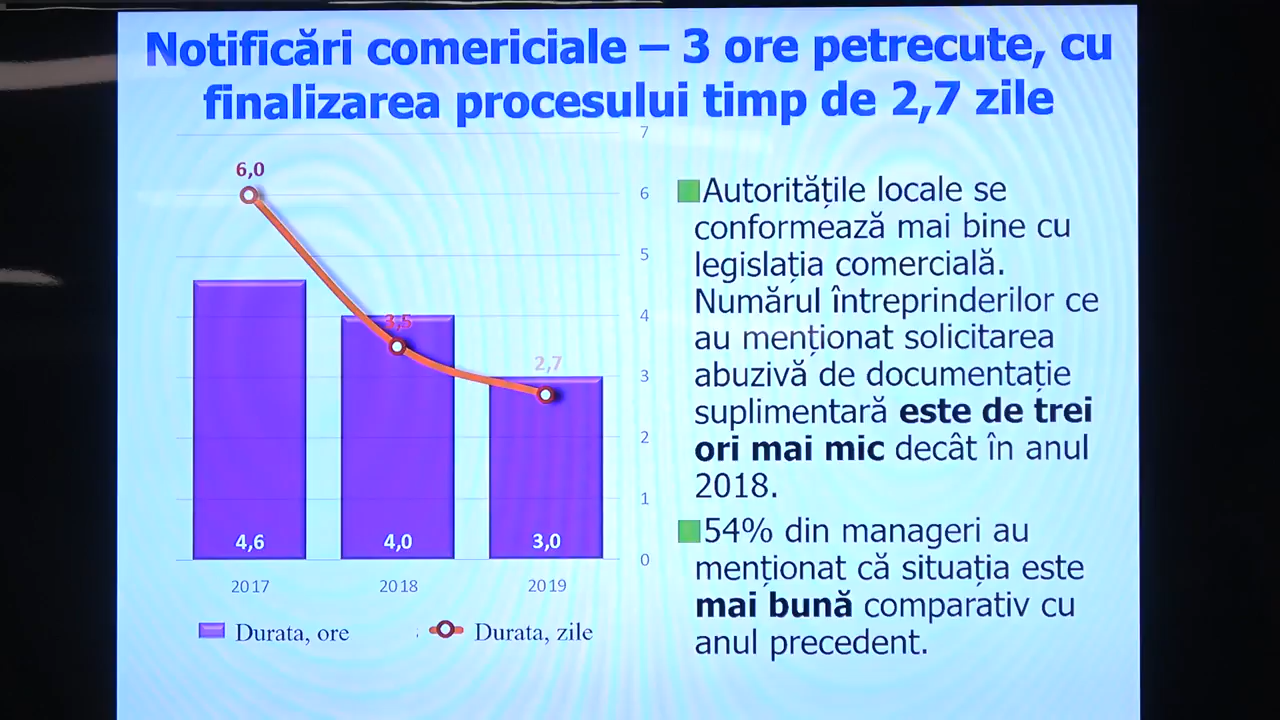 Notificări comericiale – 3 ore petrecute, cu
finalizarea procesului timp de 2,7 zile
7
6
5
4
3
2
1
0
6,0
3,5
2,7
4,6
4,0
3,0
2017
2018
2019
Durata, ore
Durata, zile
Autoritățile locale se
conformează mai bine cu
legislația comercială.
Numărul întreprinderilor ce
au menționat solicitarea
abuzivă de documentație
suplimentară este de trei
ori mai mic decât în anul
2018.
54% din manageri au
menționat că situația este
mai bună comparativ cu
anul precedent.